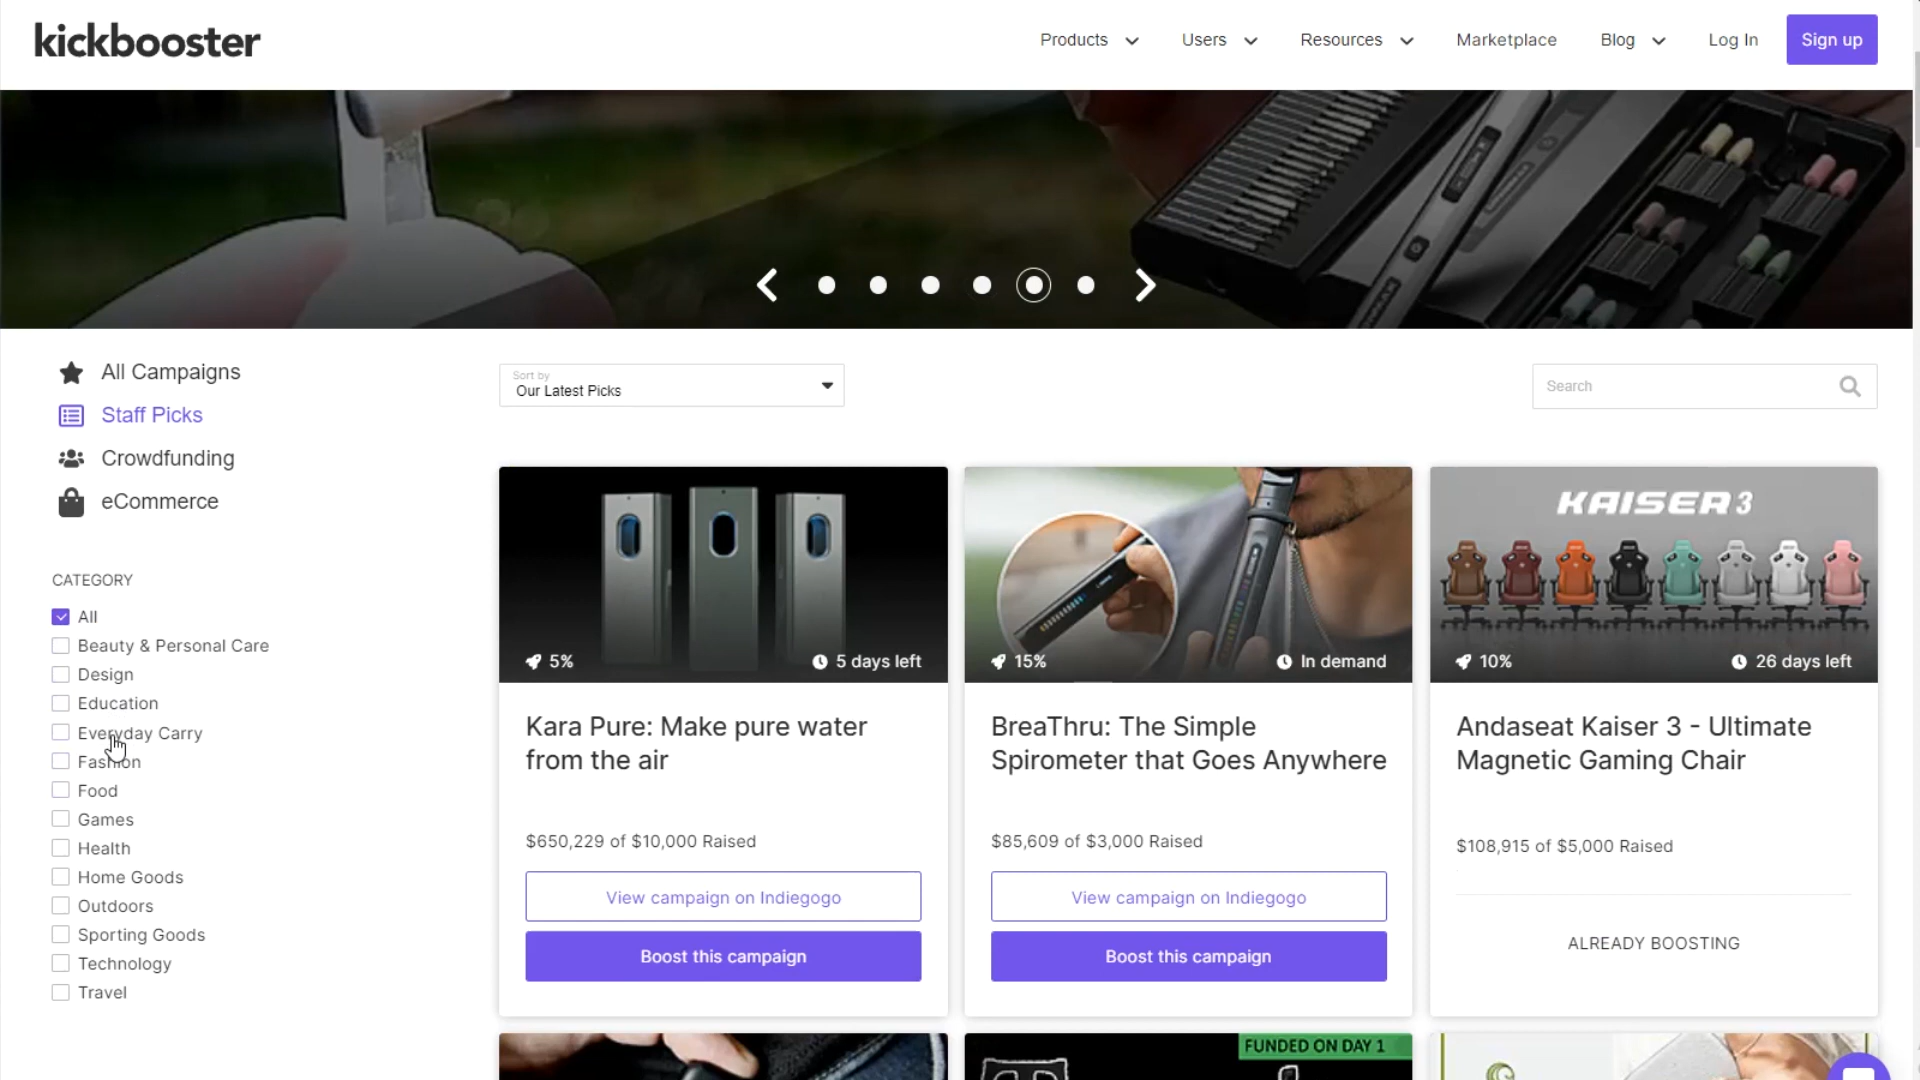 kickbooster
Products
Users
Resources
Marketplace
Blog
Log In
Sign up
All Campaigns
Staff Picks
Crowdfunding
eCommerce
CATEGORY
All
Beauty & Personal Care
Design
Education
Everyday Carry
Fashion
Food
Games
Health
Home Goods
Outdoors
Sporting Goods
Technology
Travel
Sort by
Our Latest Picks
Search
5%
5 days left
Kara Pure: Make pure water
from the air
$650,229 of $10,000 Raised
View campaign on Indiegogo
Boost this campaign
15%
In demand
BreaThru: The Simple
Spirometer that Goes Anywhere
$85,609 of $3,000 Raised
View campaign on Indiegogo
Boost this campaign
KAISER 3
10%
26 days left
Andaseat Kaiser 3 - Ultimate
Magnetic Gaming Chair
$108,915 of $5,000 Raised
ALREADY BOOSTING
FUNDED ON DAY 1